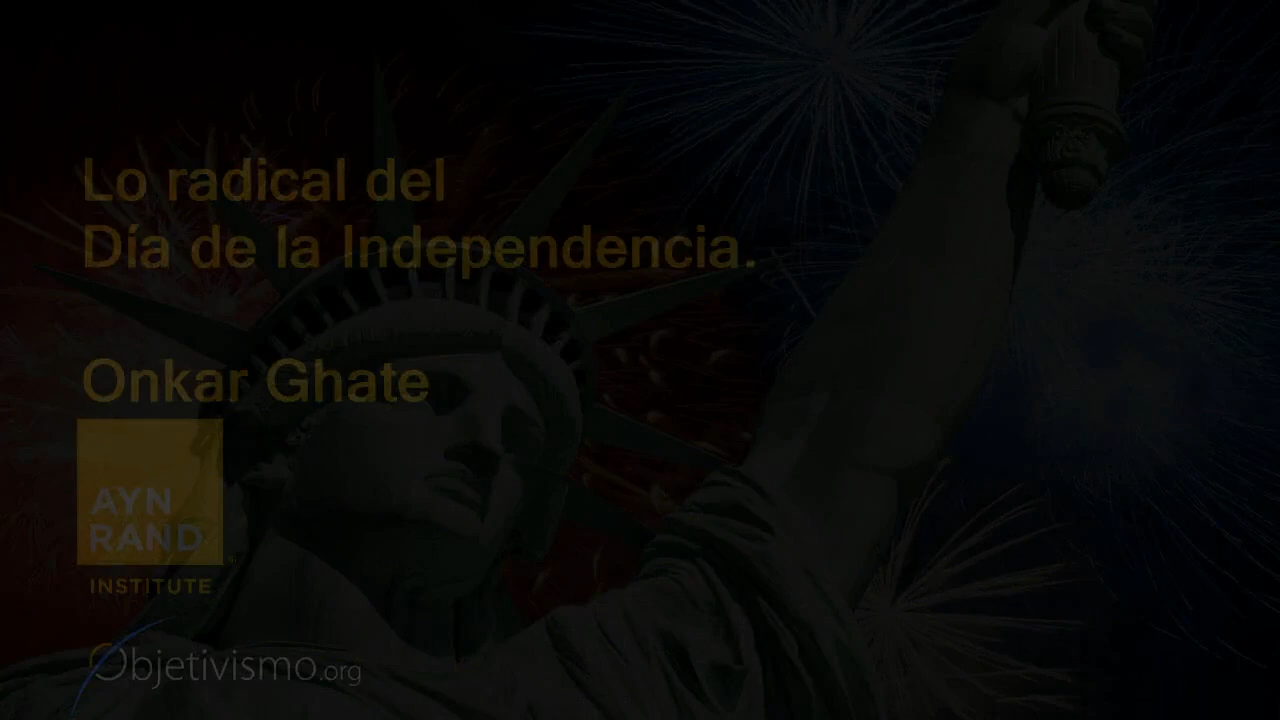 Lo radical del
Día de la Independencia.
Onkar Ghate
AYN
RAND
INSTITUTE
Objetivismo.org